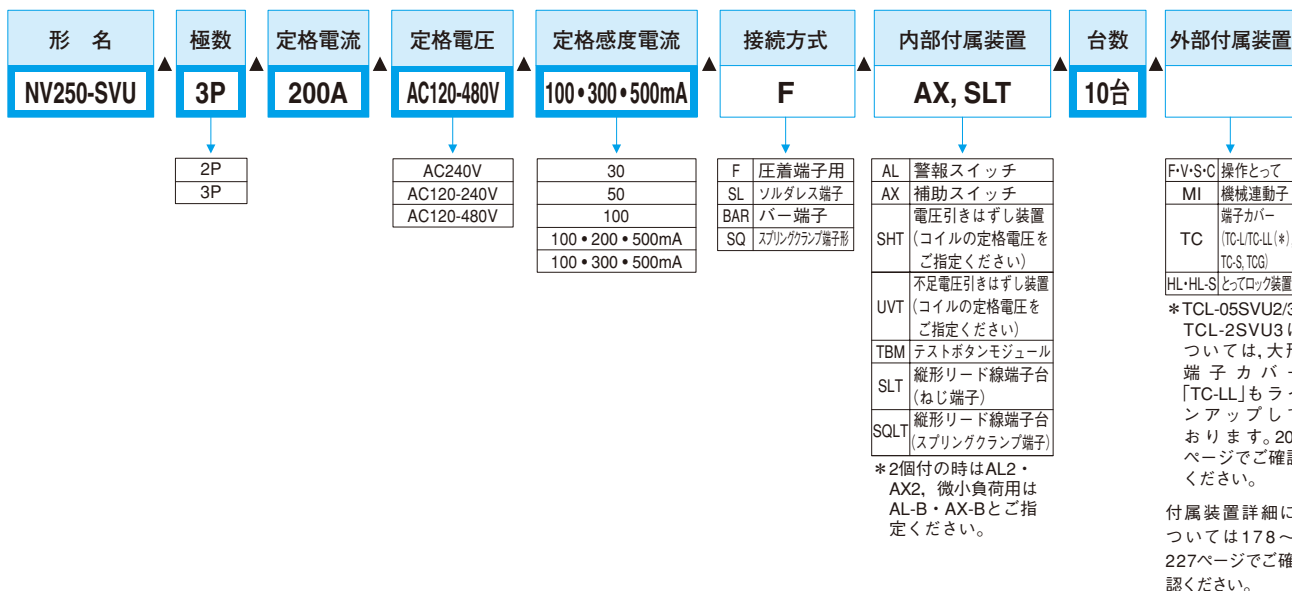 形 名
極数
定格電流
定格電圧
定格感度電流
接続方式
内部付属装置
台数
外部付属装置
NV250-SVU
▲
3P
▲
200A
▲
AC120-480V
▲
100•300•500mA
▲
F
▲
AX, SLT
▲
10台
▲
2P
3P
AC240V
AC120-240V
AC120-480V
30
50
100
100 • 200 • 500mA
100 • 300 • 500mA
F 圧着端子用
SL ソルダレス端子
BAR バー端子
SQ スプリングクランプ端子形
AL 警報スイッチ
AX 補助スイッチ
SHT 電圧引きはずし装置
(コイルの定格電圧を
ご指定ください)
UVT 不足電圧引きはずし装置
(コイルの定格電圧を
ご指定ください)
TBM テストボタンモジュール
SLT 縦形リード線端子台
(ねじ端子)
SQLT 縦形リード線端子台
(スプリングクランプ端子)
＊2個付の時はAL2・
AX2，微小負荷用は
AL-B・AX-Bとご指
定ください。
F・V・S・C 操作とって
MI 機械連動子
TC 端子カバー
(TC-L/TC-LL(＊)
TC-S, TCG)
HL・HL-S とってロック装置
＊TCL-05SVU2/3
TCL-2SVU3に
ついては，大形
端子カバー
「TC-LL」もライ
ンアップして
おります。20
ページでご確認
ください。
付属装置詳細に
ついては178～
227ページでご確
認ください。